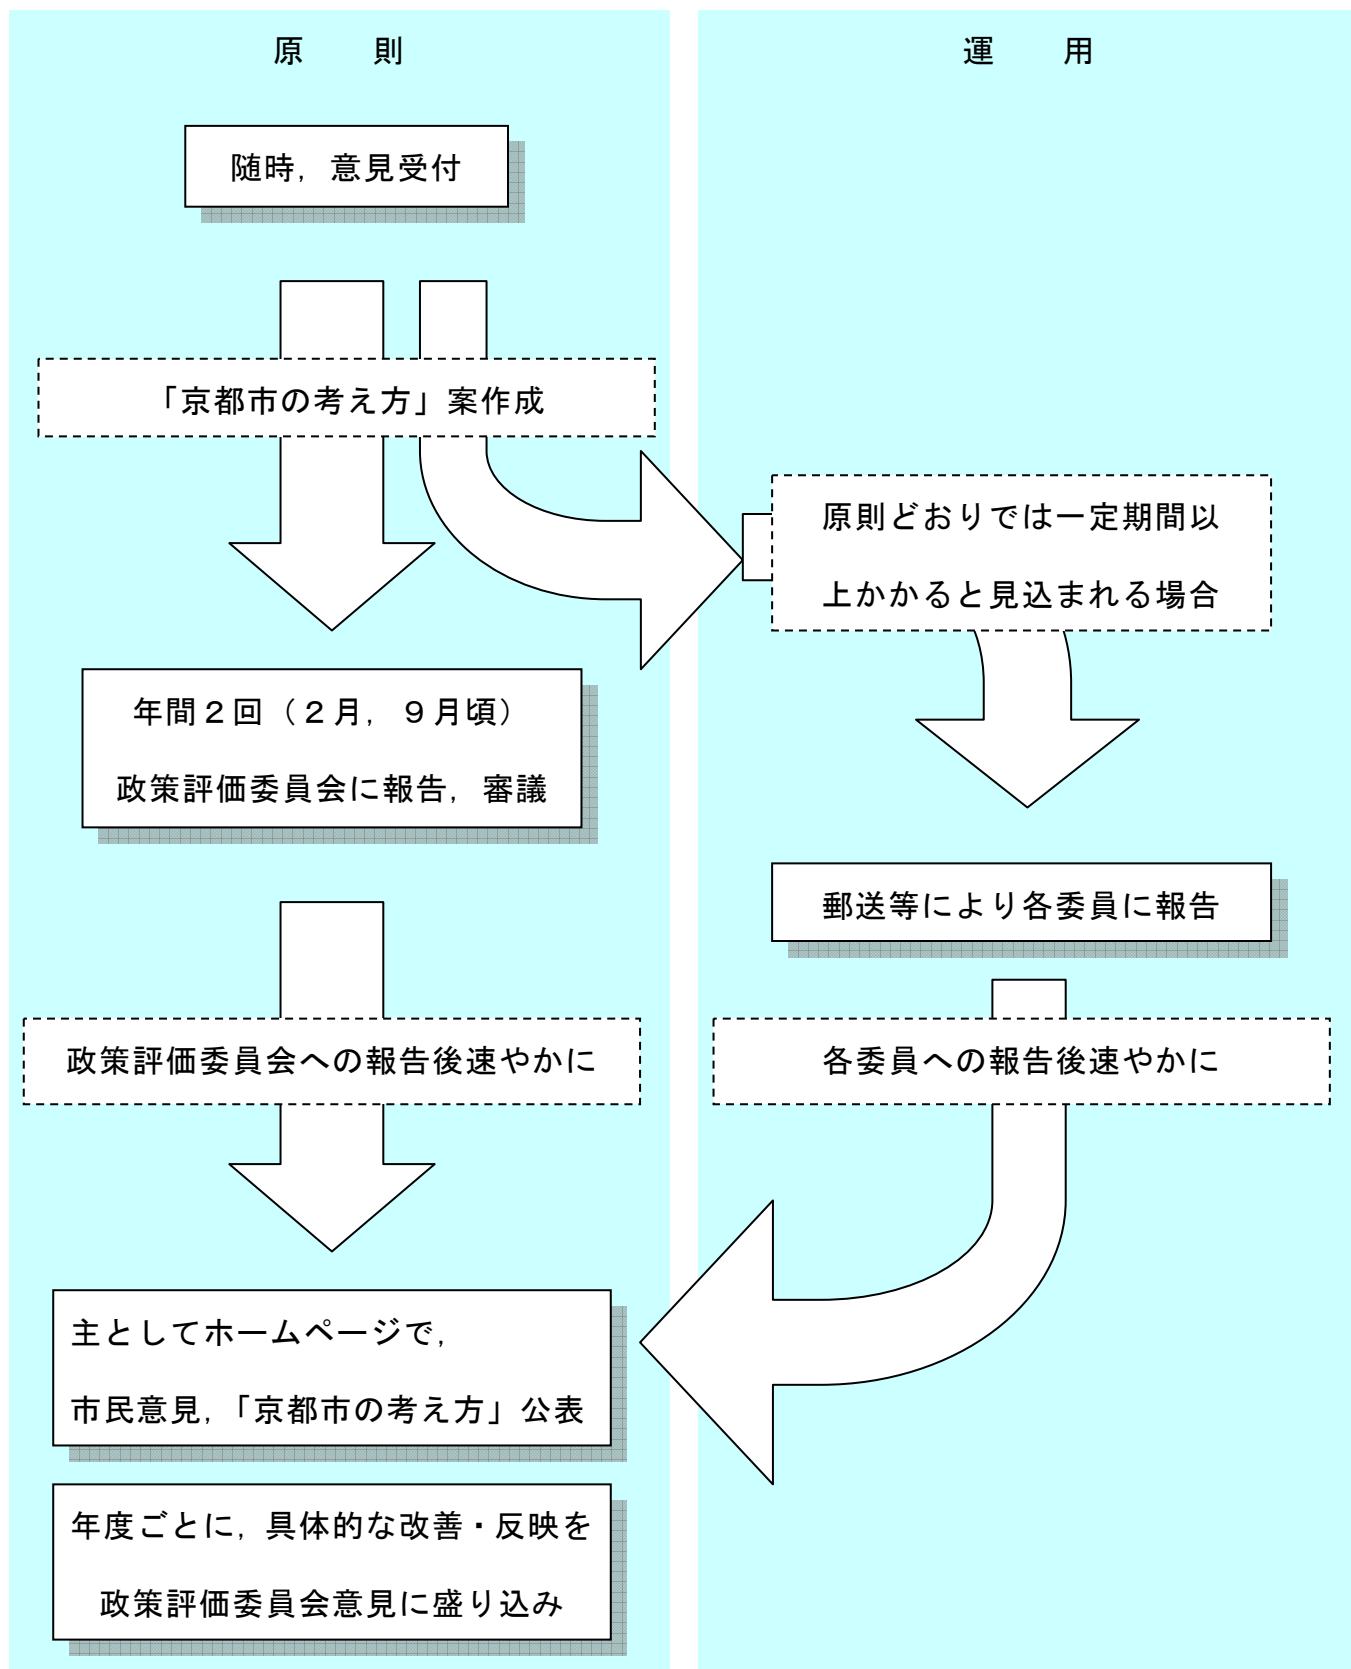 原　　則
随時，意見受付
「京都市の考え方」案作成
年間２回（２月，９月頃）
政策評価委員会に報告，審議
政策評価委員会への報告後速やかに
主としてホームページで，
市民意見，「京都市の考え方」公表
年度ごとに，具体的な改善・反映を
政策評価委員会意見に盛り込み
運　　用
原則どおりでは一定期間以
上かかると見込まれる場合
郵送等により各委員に報告
各委員への報告後速やかに